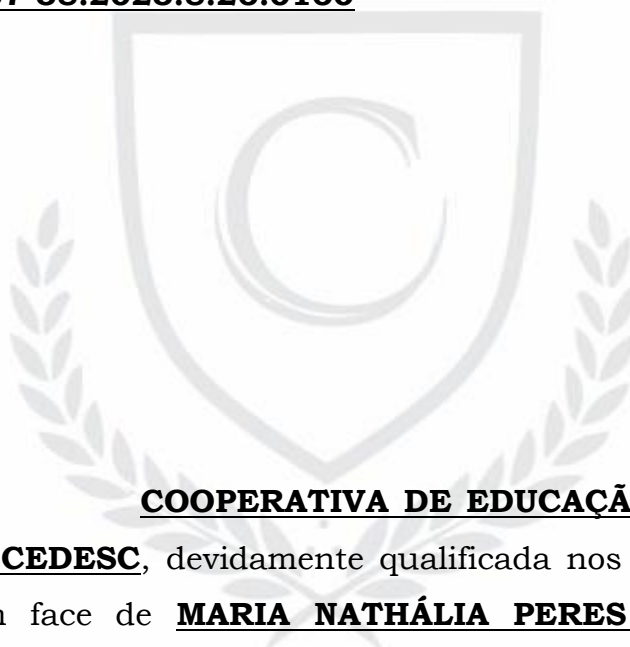 C
COOPERATIVA DE EDUCAÇÃ
CEDESC, devidamente qualificada nos
face de MARIA NATHÁLIA PERES